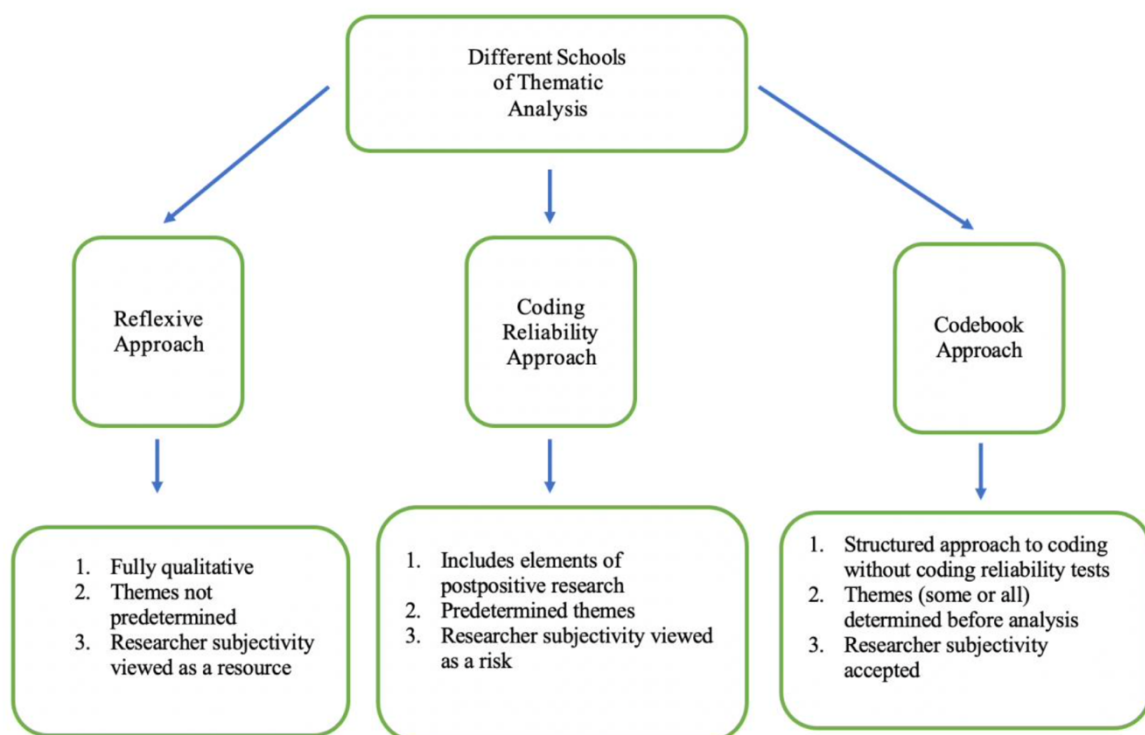 Different Schools
of Thematic
Analysis
Reflexive
Approach
Coding
Reliability
Approach
Codebook
Approach
1. Fully qualitative
2. Themes not
predetermined
3. Researcher subjectivity
viewed as a resource
1. Includes elements of
postpositive research
2. Predetermined themes
3. Researcher subjectivity viewed
as a risk
1. Structured approach to coding
without coding reliability tests
2. Themes (some or all)
determined before analysis
3. Researcher subjectivity
accepted